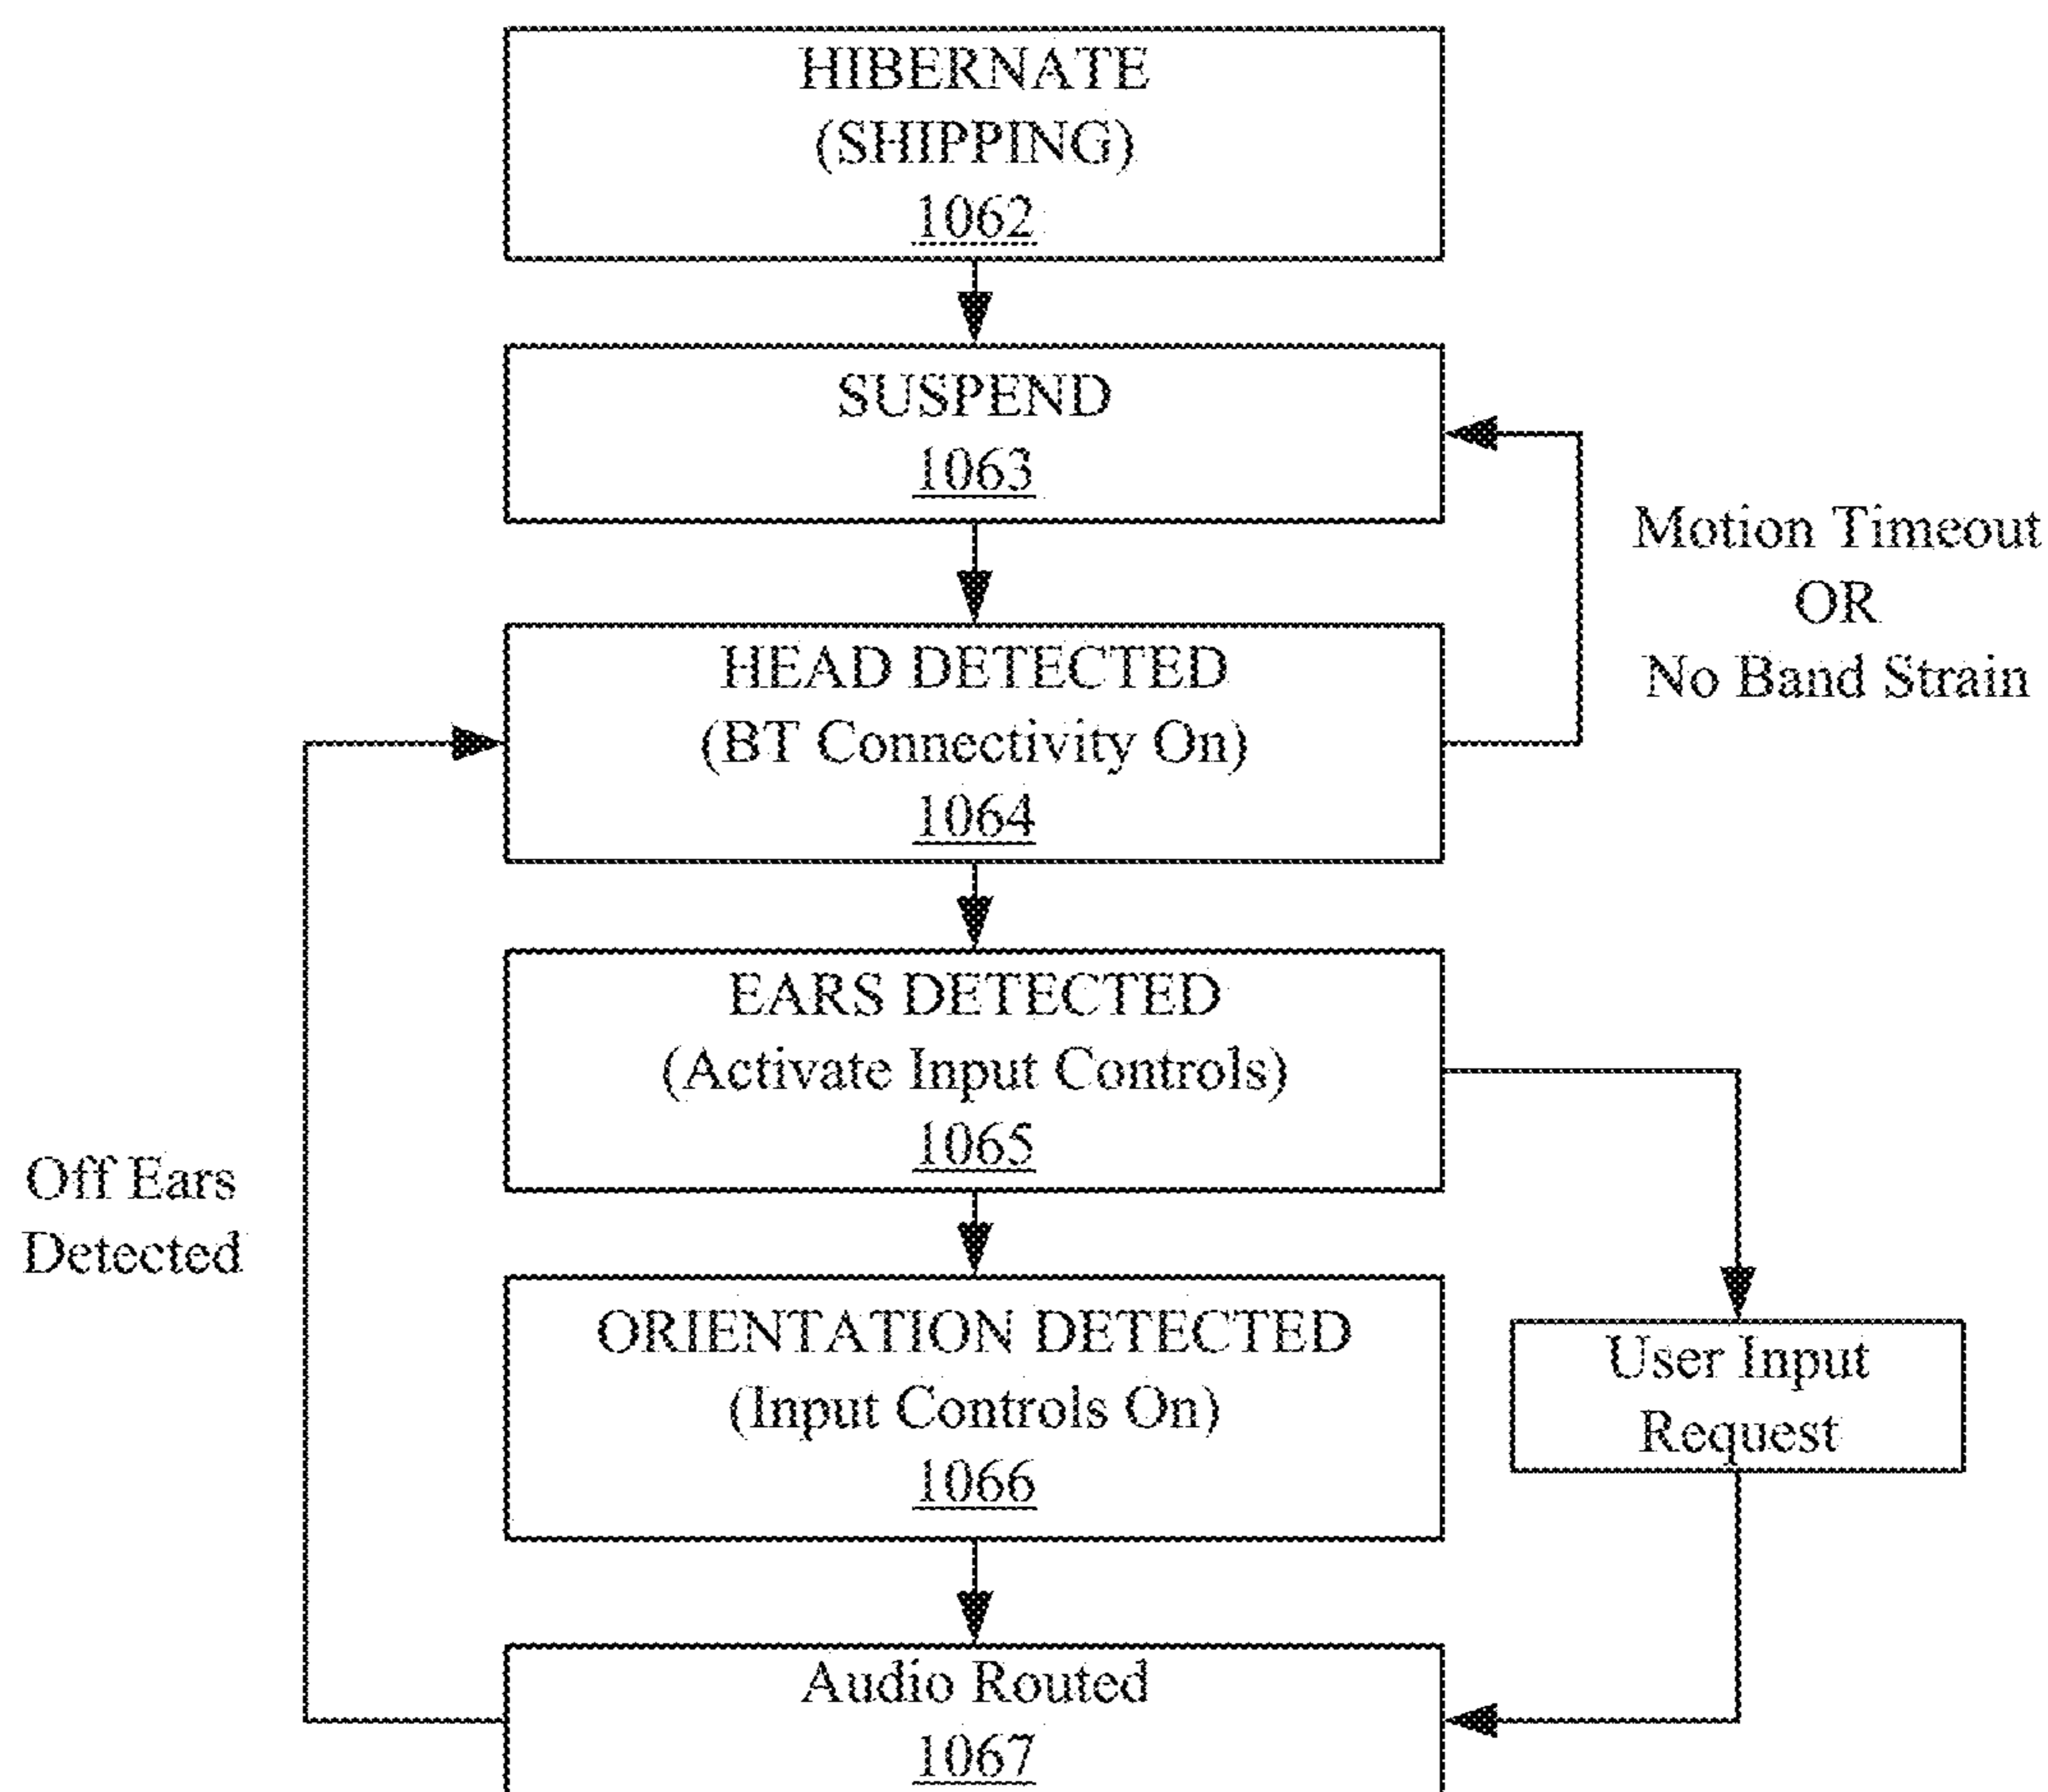 HIBERNATE
(SHIPPING)
1062
SUSPEND
1063
Motion Timeout
OR
No Band Strain
HEAD DETECTED
(BT Connectivity On)
1064
EARS DETECTED
(Activate Input Controls)
1065
Off Ears
Detected
ORIENTATION DETECTED
(Input Controls On)
1066
User Input
Request
Audio Routed
1067